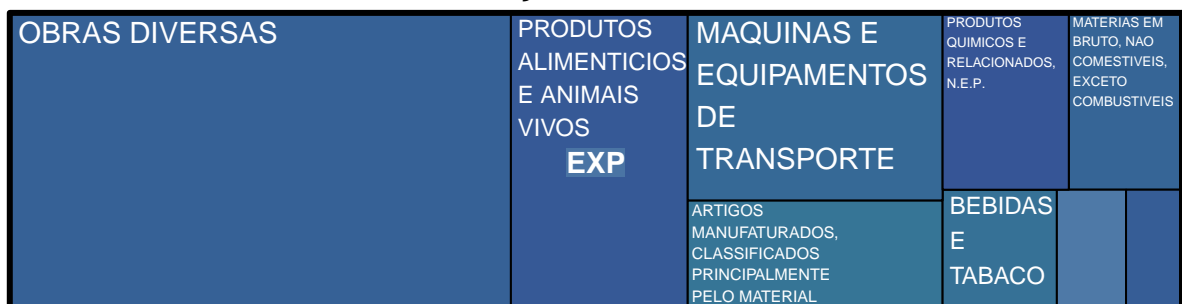 OBRAS DIVERSAS
PRODUTOS
ALIMENTICIOS
E ANIMAIS
VIVOS
EXP
MAQUINAS E
EQUIPAMENTOS
DE
TRANSPORTE
ARTIGOS
MANUFATURADOS,
CLASSIFICADOS
PRINCIPALMENTE
PELO MATERIAL
PRODUTOS
QUIMICOS E
RELACIONADOS,
N.E.P.
MATERIAS EM
BRUTO, NAO
COMESTIVEIS,
EXCETO
COMBUSTIVEIS
BEBIDAS
E
TABACO